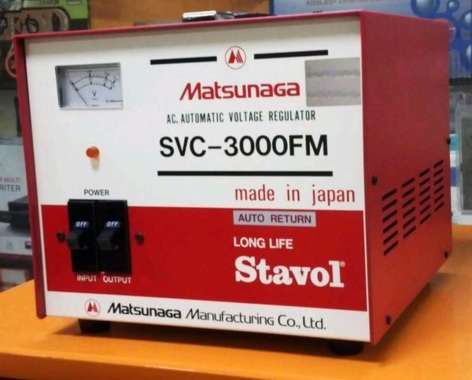 Matsunaga
AC. AUTOMATIC VOLTAGE REGULATOR
SVC-3000FM
made in japan
POWER
OFF OFF
INPUT OUTPUT
AUTO RETURN
LONG LIFE
Stavol®
Matsunaga Manufacturing Co., Ltd.